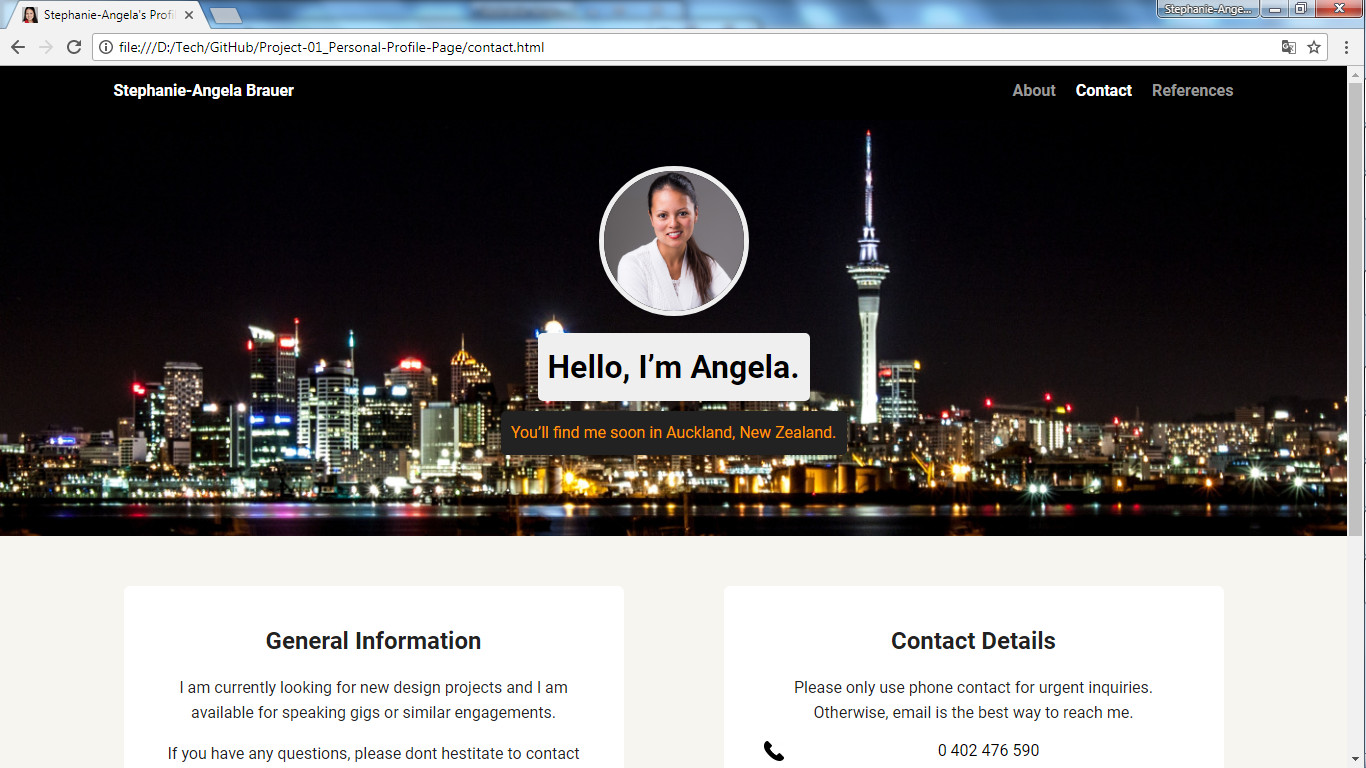 Stephanie-Angela's Profil
Stephanie-Ange...
file:///D:/Tech/GitHub/Project-01_Personal-Profile-Page/contact.html
Stephanie-Angela Brauer
About Contact References
Hello, I’m Angela.
You’ll find me soon in Auckland, New Zealand.
General Information
I am currently looking for new design projects and I am
available for speaking gigs or similar engagements.
If you have any questions, please dont hestitate to contact
Contact Details
Please only use phone contact for urgent inquiries.
Otherwise, email is the best way to reach me.
0 402 476 590